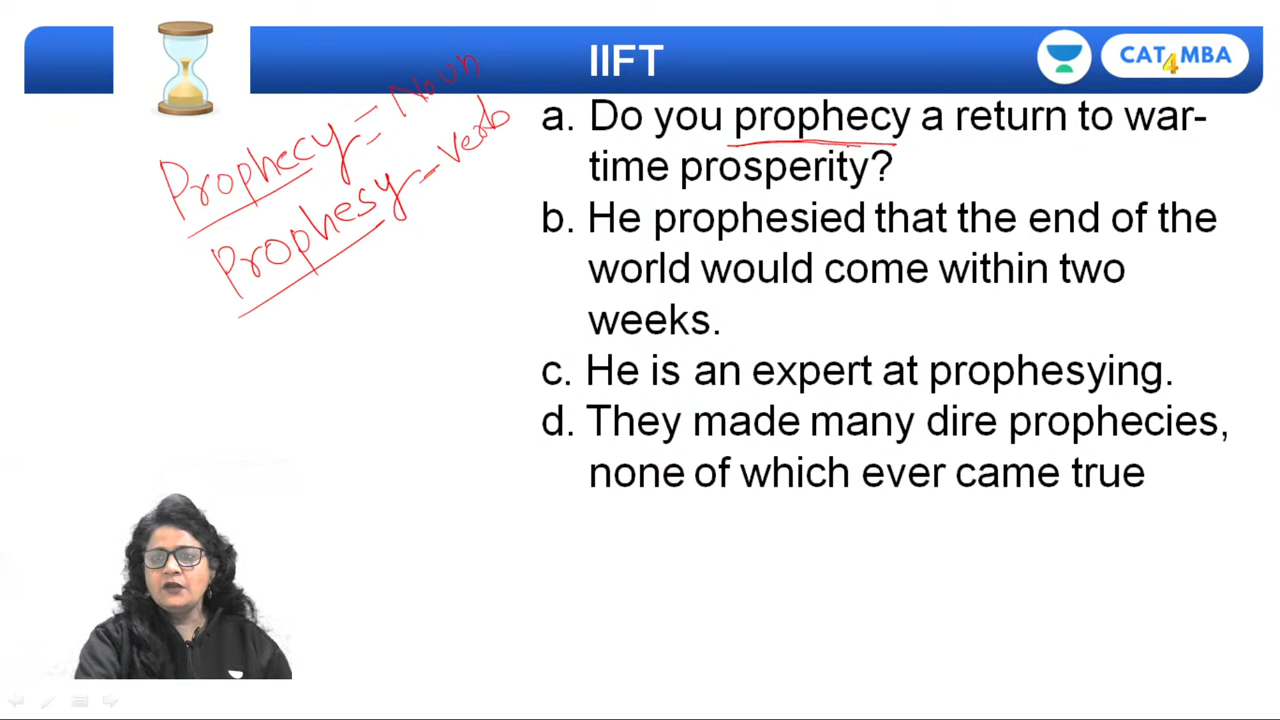 IIFT
CAT4MBA
Prophecy = Noun
Prophesy - verb
a. Do you prophecy a return to war-
time prosperity?
b. He prophesied that the end of the
world would come within two
weeks.
c. He is an expert at prophesying.
d. They made many dire prophecies,
none of which ever came true